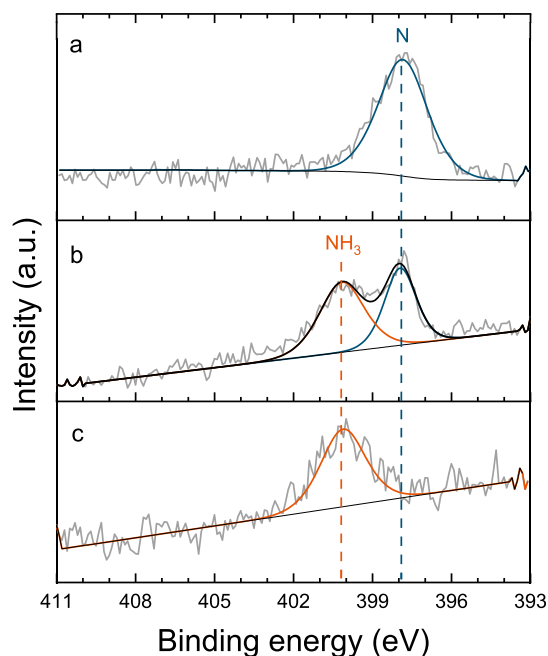 a
N
b
NH₃
c
Intensity (a.u.)
411 408 405 402 399 396 393
Binding energy (eV)